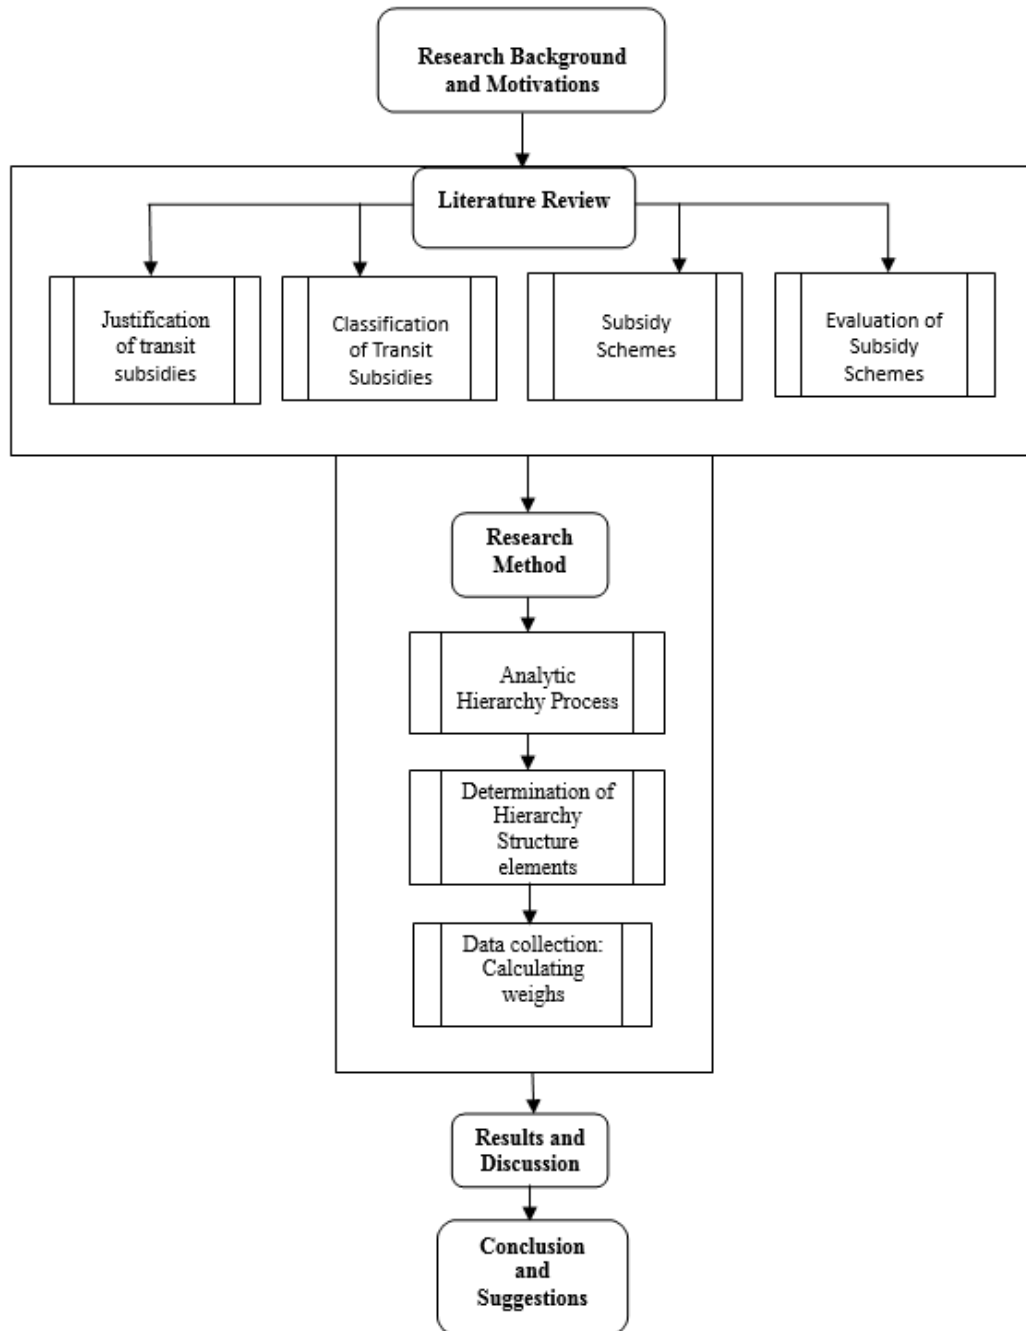 Research Background
and Motivations
Literature Review
Justification
of transit
subsidies
Classification
of Transit
Subsidies
Subsidy
Schemes
Evaluation of
Subsidy
Schemes
Research
Method
Analytic
Hierarchy Process
Determination of
Hierarchy
Structure
elements
Data collection:
Calculating
weighs
Results and
Discussion
Conclusion
and
Suggestions